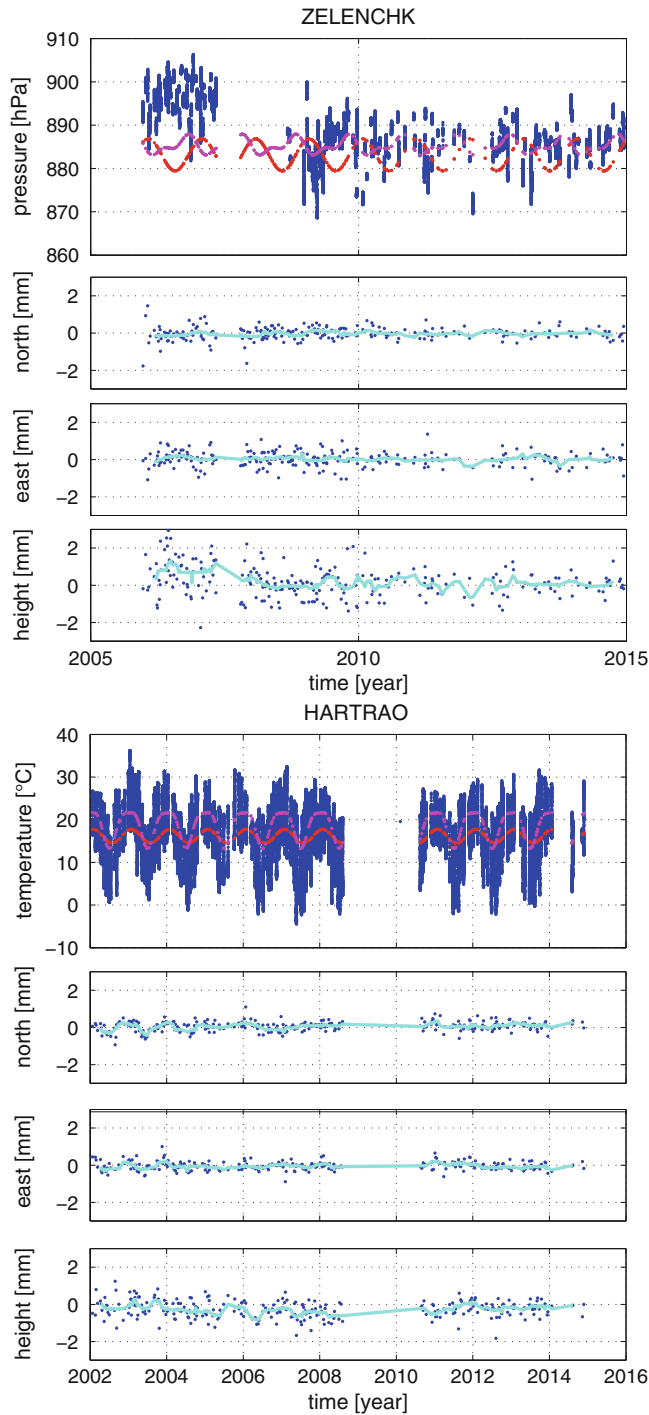 ZELENCHK
pressure [hPa]
910
900
890
880
870
860
north [mm]
2
0
−2
east [mm]
2
0
−2
height [mm]
2
0
−2
2005 2010 2015
time [year]
HARTRAO
temperature [°C]
40
30
20
10
0
−10
north [mm]
2
0
−2
east [mm]
2
0
−2
height [mm]
2
0
−2
2002 2004 2006 2008 2010 2012 2014 2016
time [year]